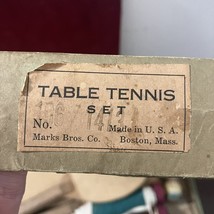 TABLE TENNIS
SET
No. Made in U. S. A.
Marks Bros. Co. Boston, Mass.